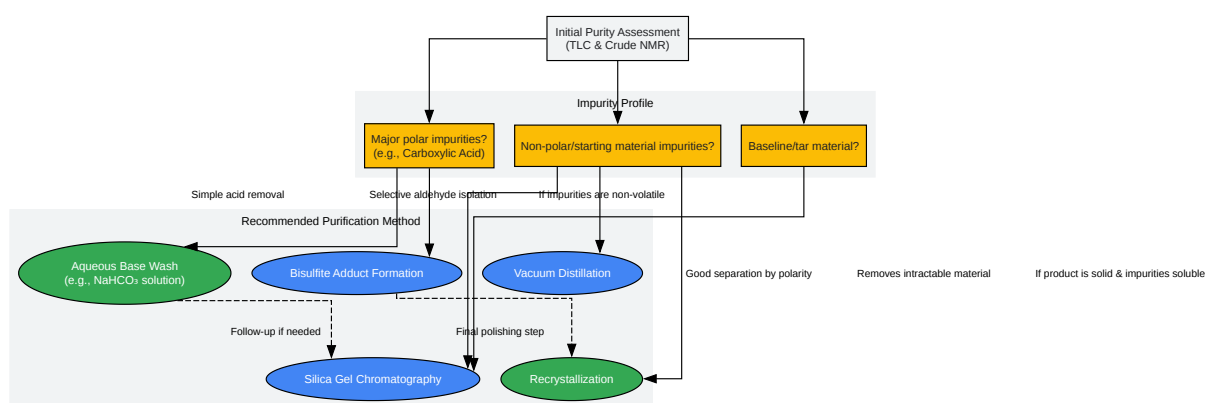 Initial Purity Assessment
(TLC & Crude NMR)
Impurity Profile
Major polar impurities?
(e.g., Carboxylic Acid)
Non-polar/starting material impurities?
Baseline/tar material?
Simple acid removal
Selective aldehyde isolation
If impurities are non-volatile
Recommended Purification Method
Aqueous Base Wash
(e.g., NaHCO₃ solution)
Bisulfite Adduct Formation
Vacuum Distillation
Good separation by polarity
Removes intractable material
If product is solid & impurities soluble
Follow-up if needed
Final polishing step
Silica Gel Chromatography
Recrystallization